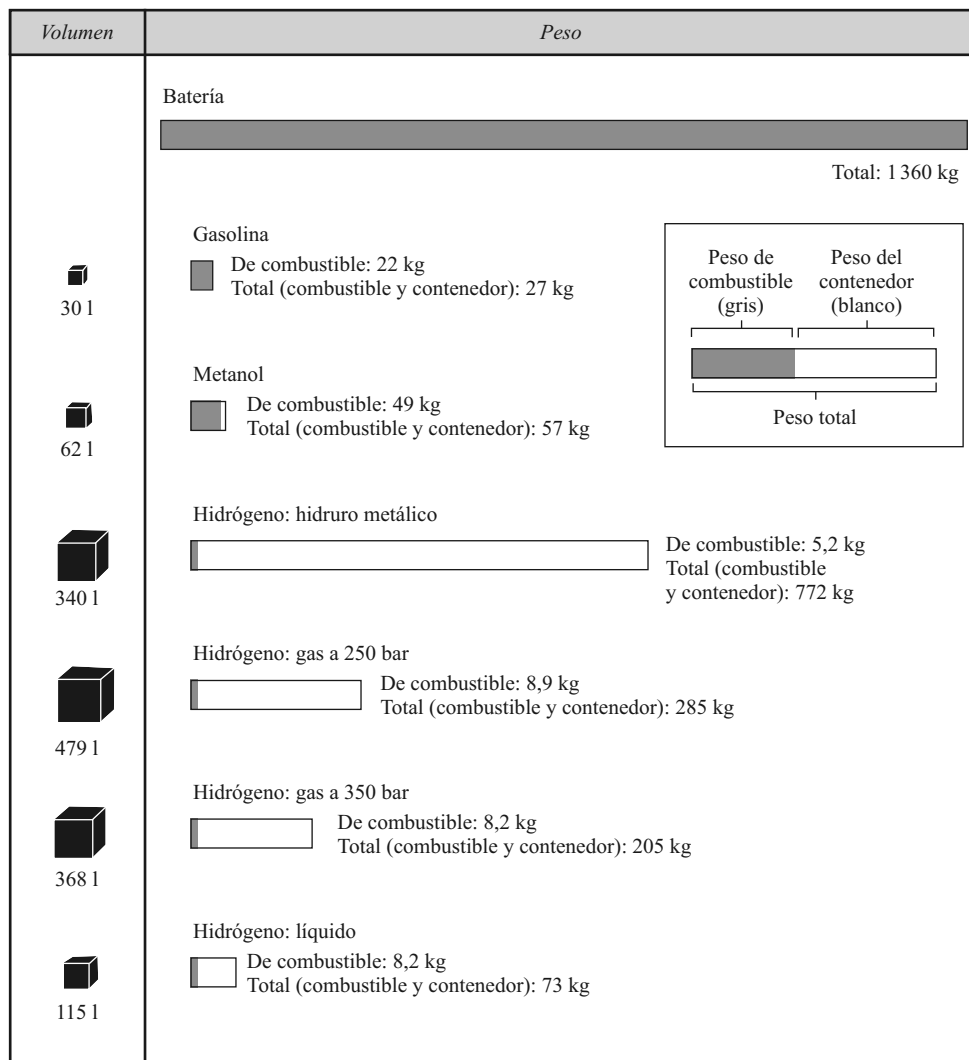 Volumen
Peso
Batería
Total: 1 360 kg
Gasolina
De combustible: 22 kg
Total (combustible y contenedor): 27 kg
30 l
Peso de
combustible
(gris)
Peso del
contenedor
(blanco)
Peso total
Metanol
De combustible: 49 kg
Total (combustible y contenedor): 57 kg
62 l
Hidrógeno: hidruro metálico
De combustible: 5,2 kg
Total (combustible
y contenedor): 772 kg
340 l
Hidrógeno: gas a 250 bar
De combustible: 8,9 kg
Total (combustible y contenedor): 285 kg
479 l
Hidrógeno: gas a 350 bar
De combustible: 8,2 kg
Total (combustible y contenedor): 205 kg
368 l
Hidrógeno: líquido
De combustible: 8,2 kg
Total (combustible y contenedor): 73 kg
115 l